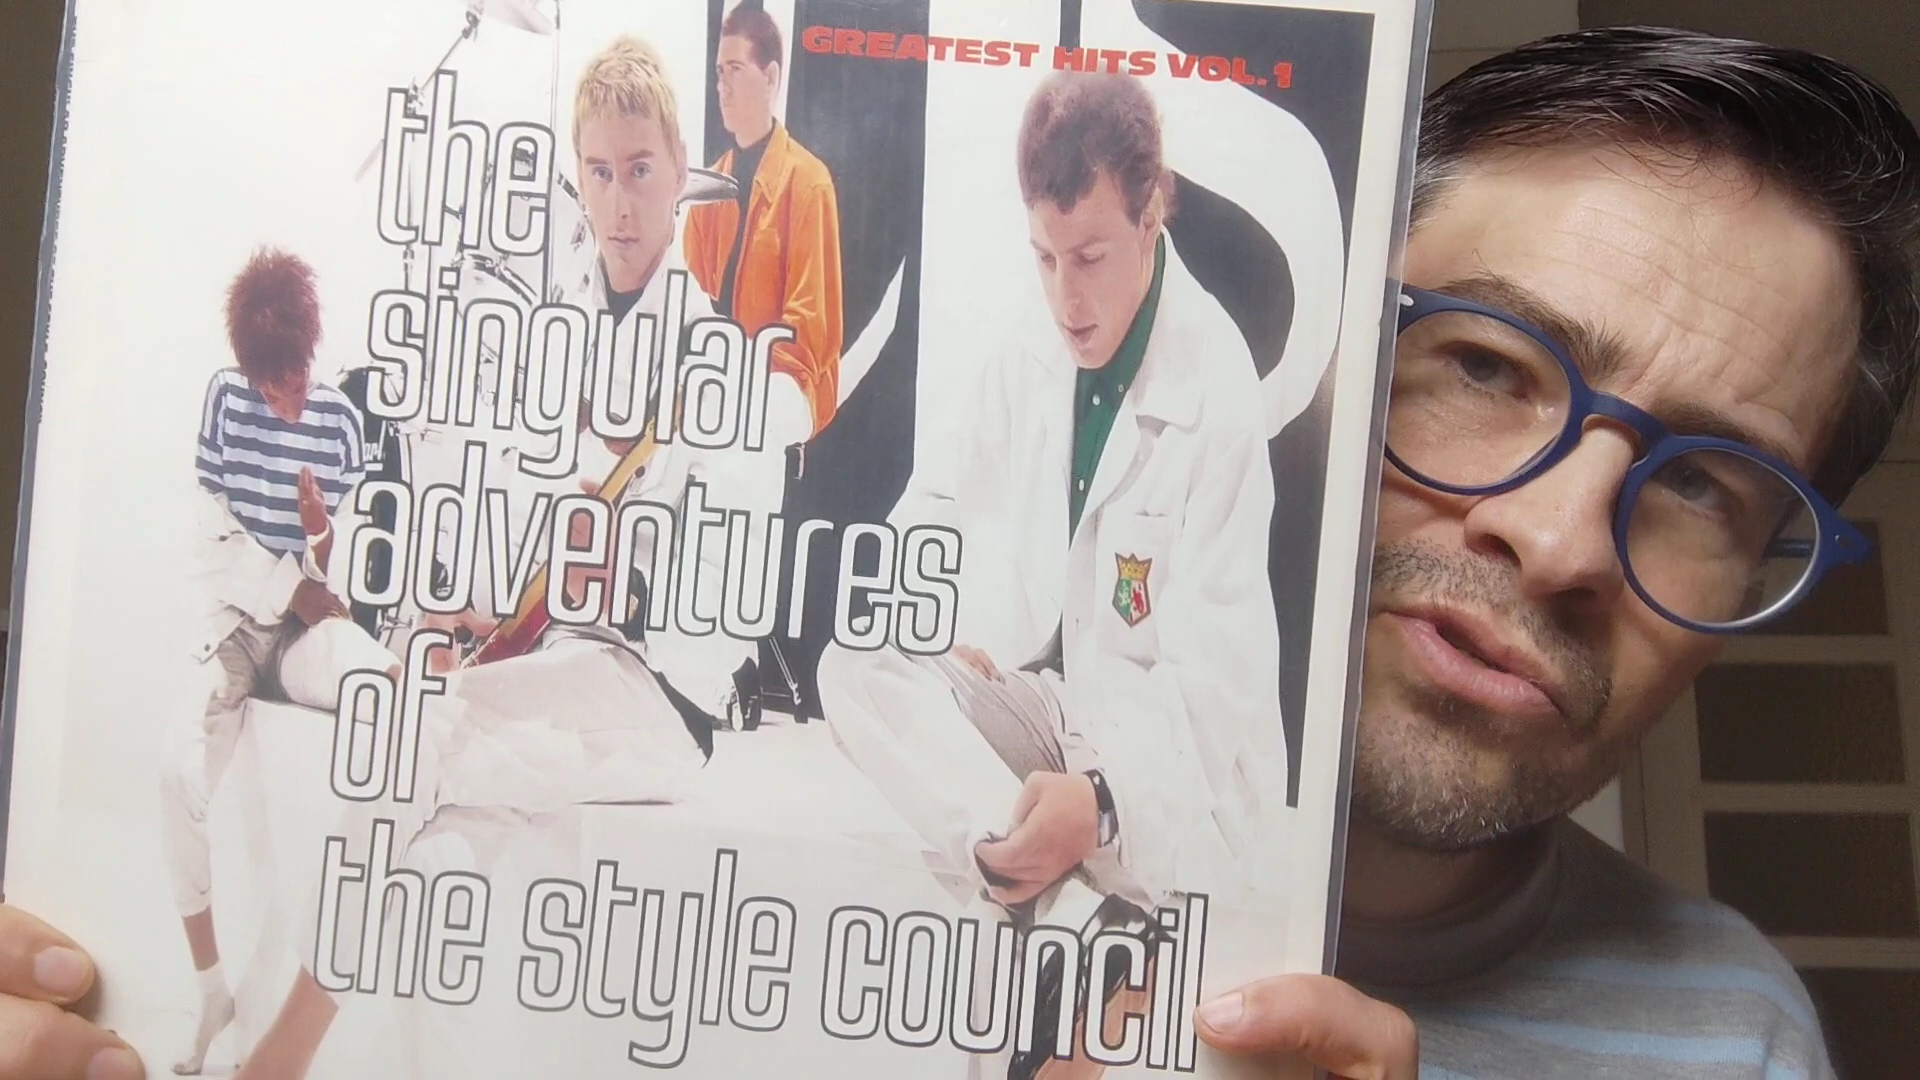 GREATEST HITS VOL.1
the
singular
adventures
of
the style council